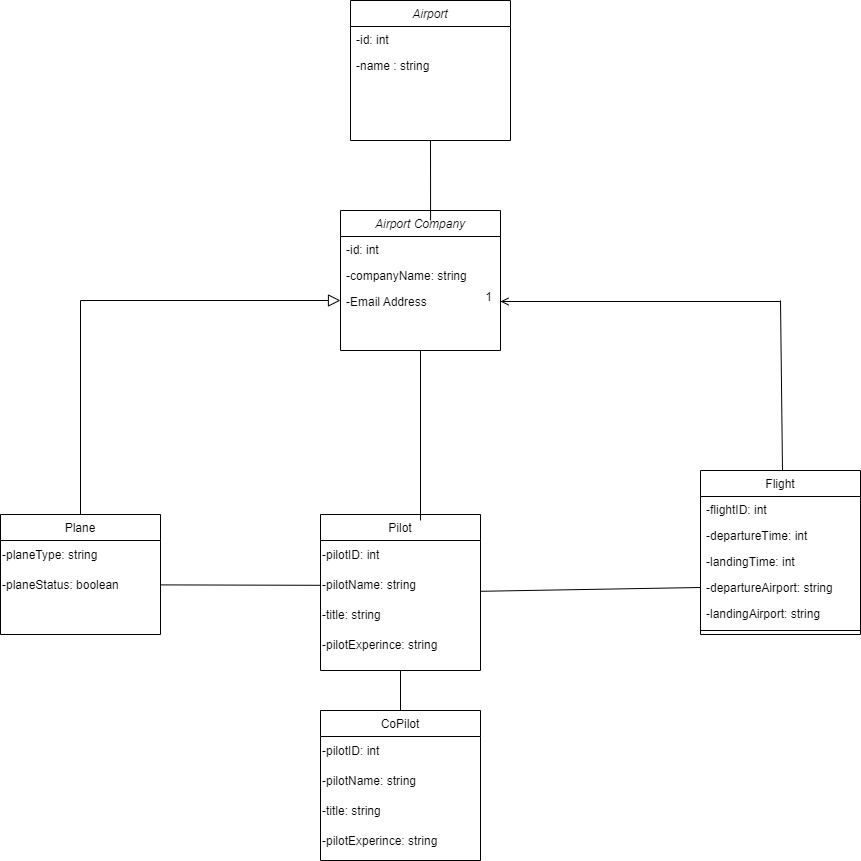 Airport
-id: int
-name : string
Airport Company
-id: int
-companyName: string
-Email Address
1
Plane
-planeType: string
-planeStatus: boolean
Pilot
-pilotID: int
-pilotName: string
-title: string
-pilotExperince: string
Flight
-flightID: int
-departureTime: int
-landingTime: int
-departureAirport: string
-landingAirport: string
CoPilot
-pilotID: int
-pilotName: string
-title: string
-pilotExperince: string